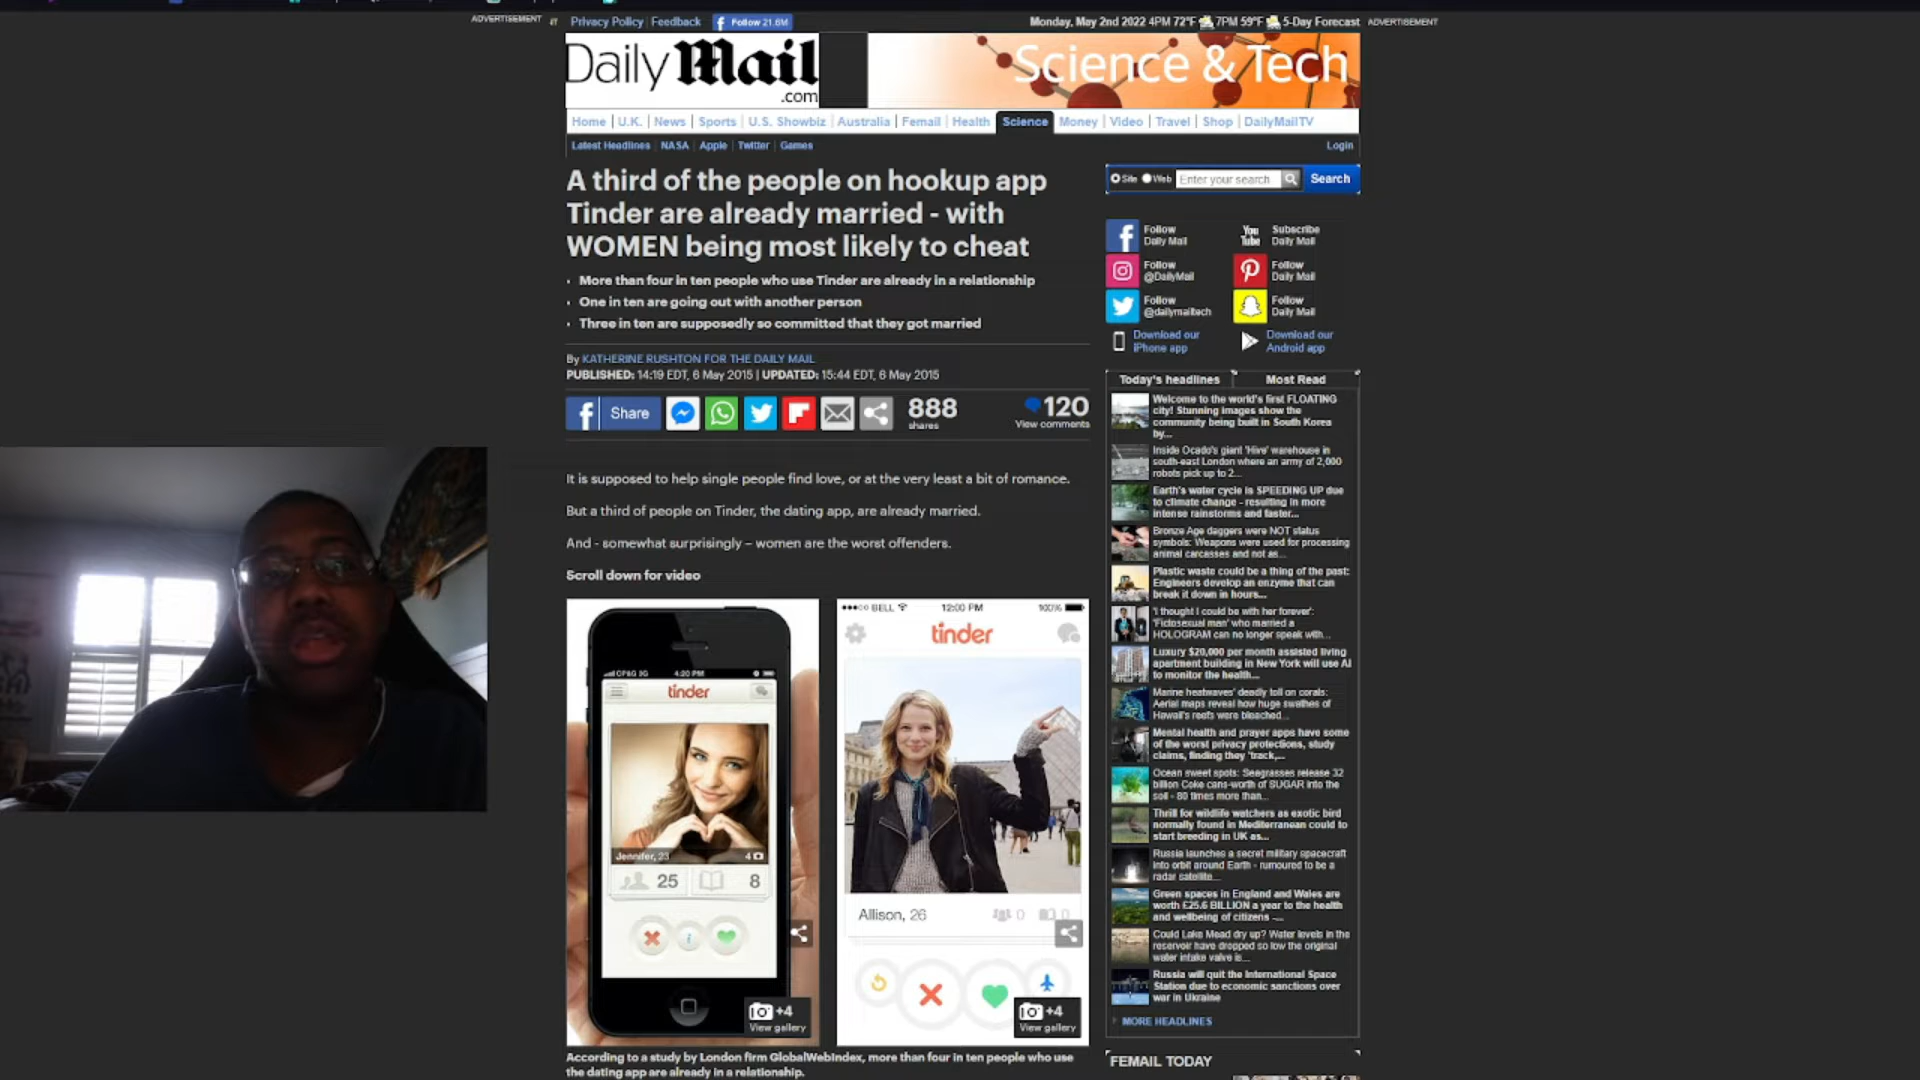 ADVERTISEMENT
Privacy Policy | Feedback
Follow 21.6M
Monday, May 2nd 2022 4PM 72°F 7PM 59°F 5-Day Forecast
ADVERTISEMENT
Daily Mail
.com
Science & Tech
Home | U.K. | News | Sports | U.S. Showbiz | Australia | Femail | Health | Science | Money | Video | Travel | Shop | DailyMailTV
Latest Headlines | NASA | Apple | Twitter | Games
Login
A third of the people on hookup app
Tinder are already married - with
WOMEN being most likely to cheat
• More than four in ten people who use Tinder are already in a relationship
• One in ten are going out with another person
• Three in ten are supposedly so committed that they got married
By KATHERINE RUSHTON FOR THE DAILY MAIL
PUBLISHED: 14:19 EDT, 6 May 2015 | UPDATED: 15:44 EDT, 6 May 2015
Share
888
shares
120
View comments
It is supposed to help single people find love, or at the very least a bit of romance.
But a third of people on Tinder, the dating app, are already married.
And - somewhat surprisingly – women are the worst offenders.
Scroll down for video
4:20 PM
tinder
Jennifer, 23
4
25
8
+4
View gallery
BELL
12:00 PM
100%
tinder
Allison, 26
0
0
+4
View gallery
According to a study by London firm GlobalWebIndex, more than four in ten people who use
the dating app are already in a relationship.
Site Web Enter your search Search
Follow
Daily Mail
Subscribe
Daily Mail
Follow
@DailyMail
Follow
Daily Mail
Follow
@dailymailtech
Follow
Daily Mail
Download our
iPhone app
Download our
Android app
Today's headlines
Most Read
Welcome to the world's first FLOATING
city! Stunning images show the
community being built in South Korea
by...
Inside Ocado's giant 'Hive' warehouse in
south-east London where an army of 2,000
robots pick up to 2...
Earth's water cycle is SPEEDING UP due
to climate change - resulting in more
intense rainstorms and faster...
Bronze Age daggers were NOT status
symbols: Weapons were used for processing
animal carcasses and not as...
Plastic waste could be a thing of the past:
Engineers develop an enzyme that can
break it down in hours...
'I thought I could be with her forever':
'Fictosexual man' who married a
HOLOGRAM can no longer speak with...
Luxury $20,000 per month assisted living
apartment building in New York will use AI
to monitor the health...
Marine heatwaves' deadly toll on corals:
Aerial maps reveal how huge swathes of
Hawaii's reefs were bleached...
Mental health and prayer apps have some
of the worst privacy protections, study
claims, finding they 'track,...
Ocean sweet spots: Seagrasses release 32
billion Coke cans-worth of SUGAR into the
soil - 80 times more than...
Thrill for wildlife watchers as exotic bird
normally found in Mediterranean could to
start breeding in UK as...
Russia launches a secret military spacecraft
into orbit around Earth - rumoured to be a
radar satellite...
Green spaces in England and Wales are
worth £25.6 BILLION a year to the health
and wellbeing of citizens -...
Could Lake Mead dry up? Water levels in the
reservoir have dropped so low the original
water intake valve is...
Russia will quit the International Space
Station due to economic sanctions over
war in Ukraine
MORE HEADLINES
FEMAIL TODAY